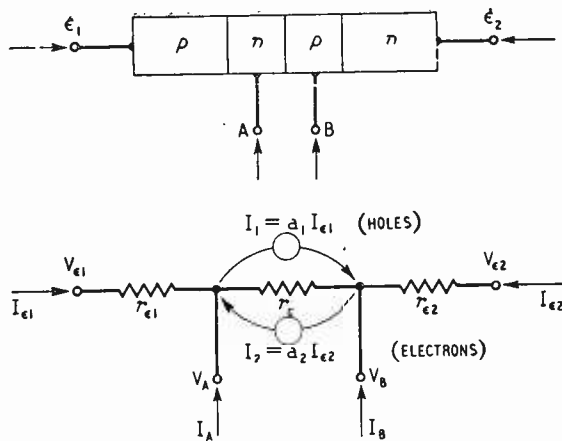 ε1 p n p n ε2
A B
I1 = a1 Iε1 (HOLES)
Vε1 Vε2
Iε1 rε1 rc rε2 Iε2
I2 = a2 Iε2 (ELECTRONS)
VA VB
IA IB